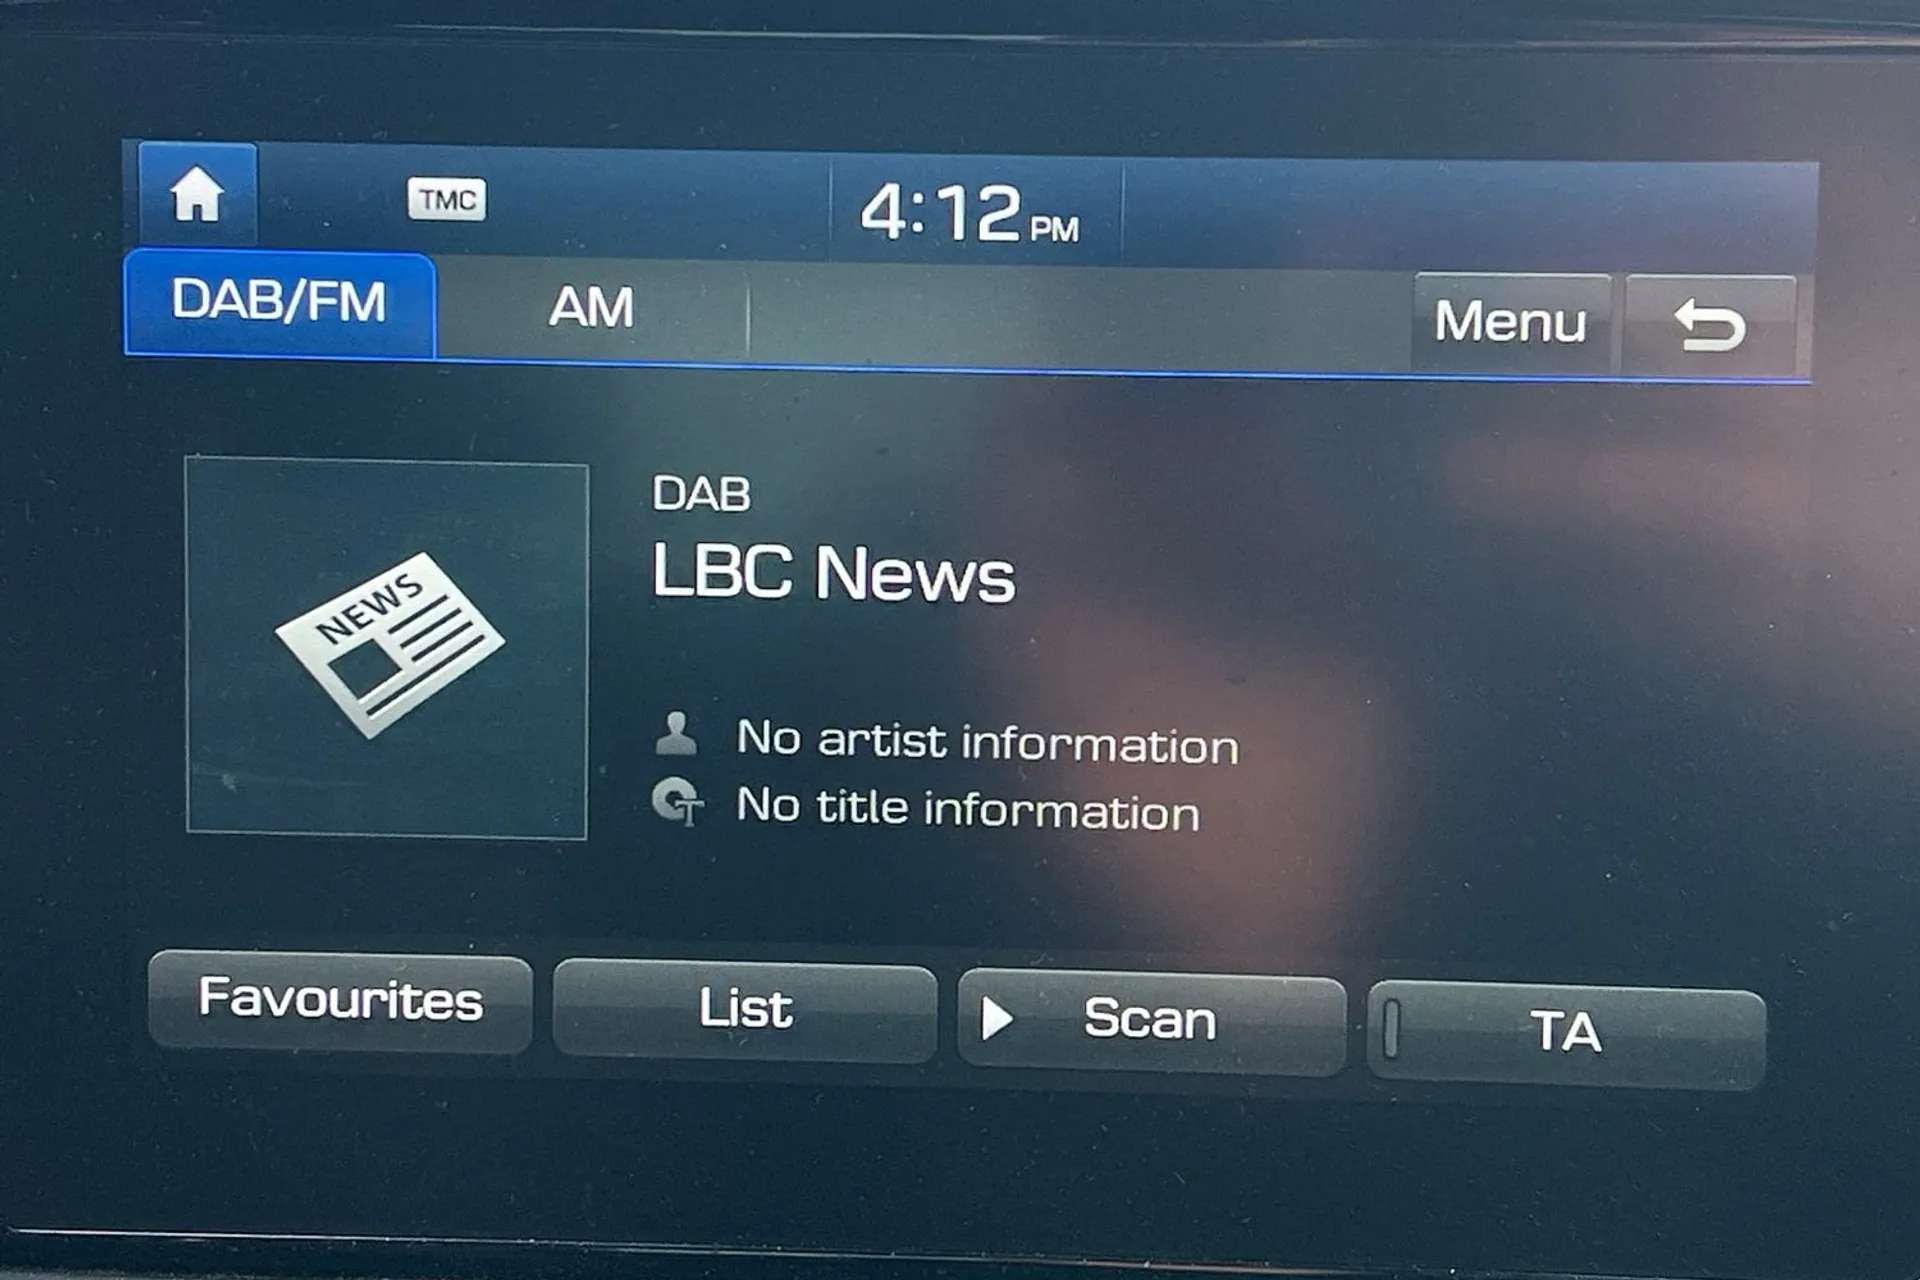 TMC
4:12 PM
DAB/FM
AM
Menu
NEWS
DAB
LBC News
No artist information
No title information
Favourites
List
Scan
TA